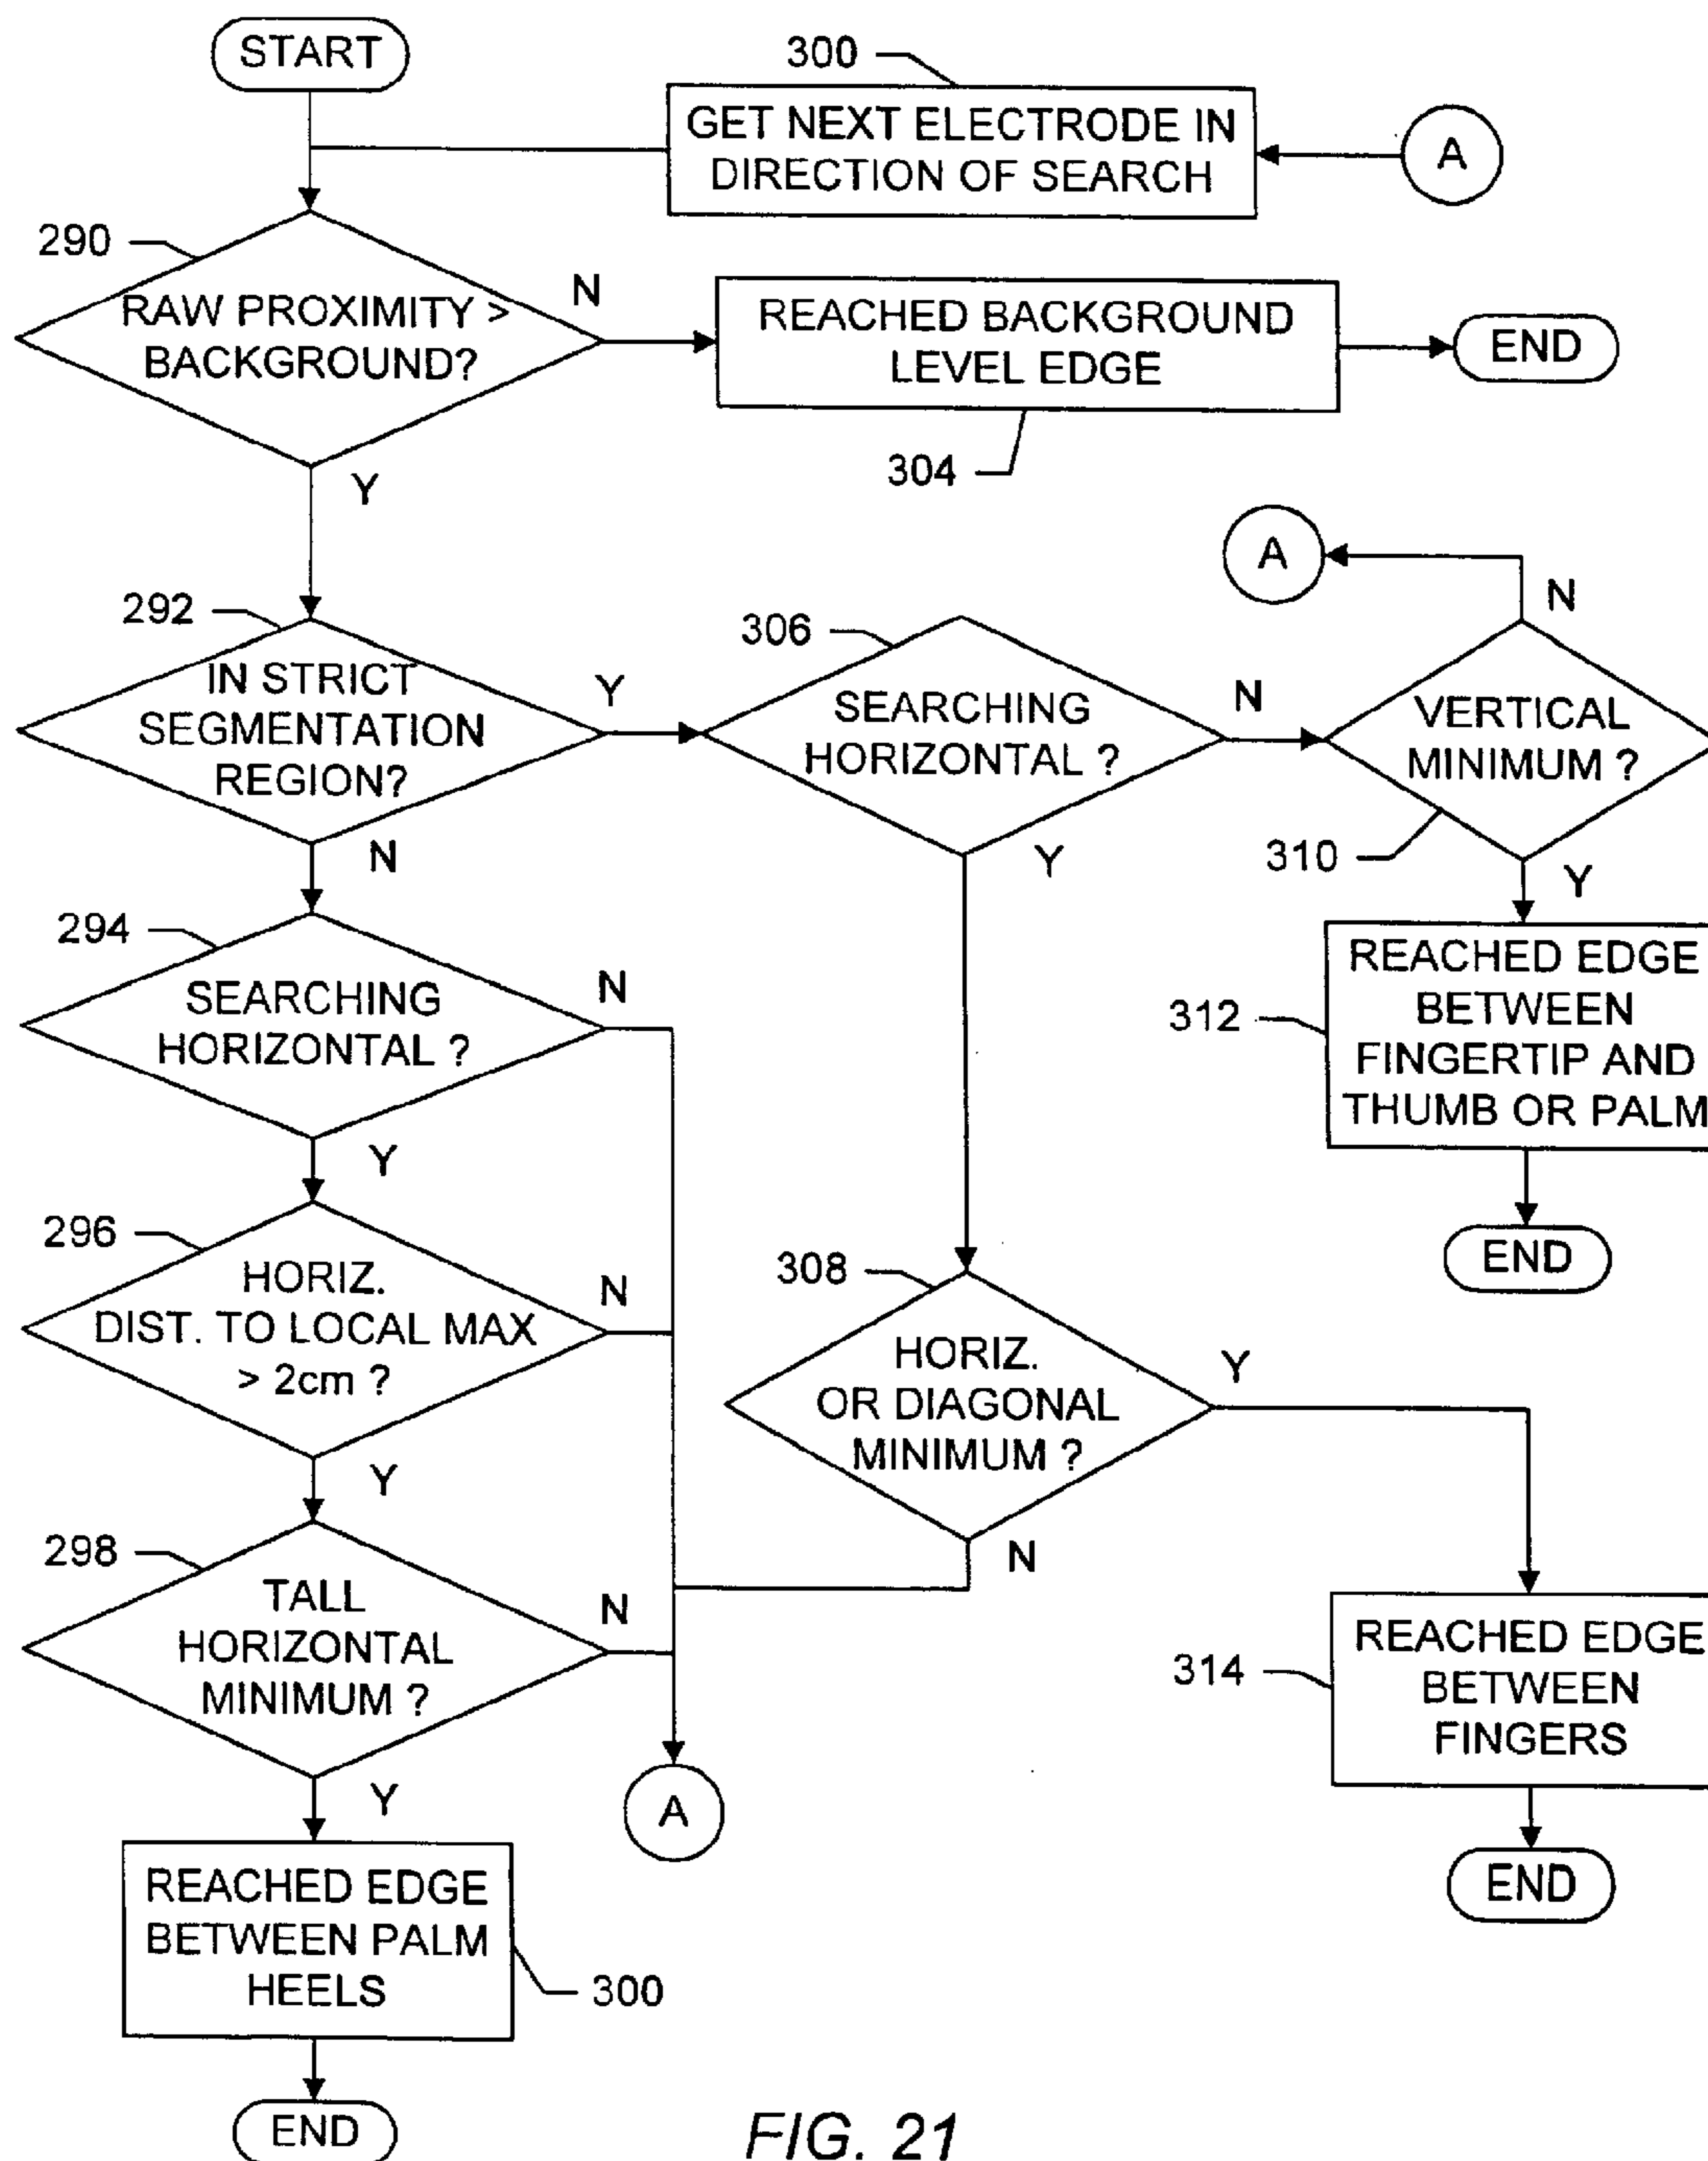 START
300
GET NEXT ELECTRODE IN
DIRECTION OF SEARCH
A
290
RAW PROXIMITY >
BACKGROUND?
N
Y
REACHED BACKGROUND
LEVEL EDGE
304
END
A
292
IN STRICT
SEGMENTATION
REGION?
Y
N
306
SEARCHING
HORIZONTAL ?
N
Y
VERTICAL
MINIMUM ?
N
310
Y
294
SEARCHING
HORIZONTAL ?
N
Y
312
REACHED EDGE
BETWEEN
FINGERTIP AND
THUMB OR PALM
END
296
HORIZ.
DIST. TO LOCAL MAX
> 2cm ?
N
Y
308
HORIZ.
OR DIAGONAL
MINIMUM ?
Y
N
298
TALL
HORIZONTAL
MINIMUM ?
N
Y
A
314
REACHED EDGE
BETWEEN
FINGERS
END
REACHED EDGE
BETWEEN PALM
HEELS
300
END
FIG. 21